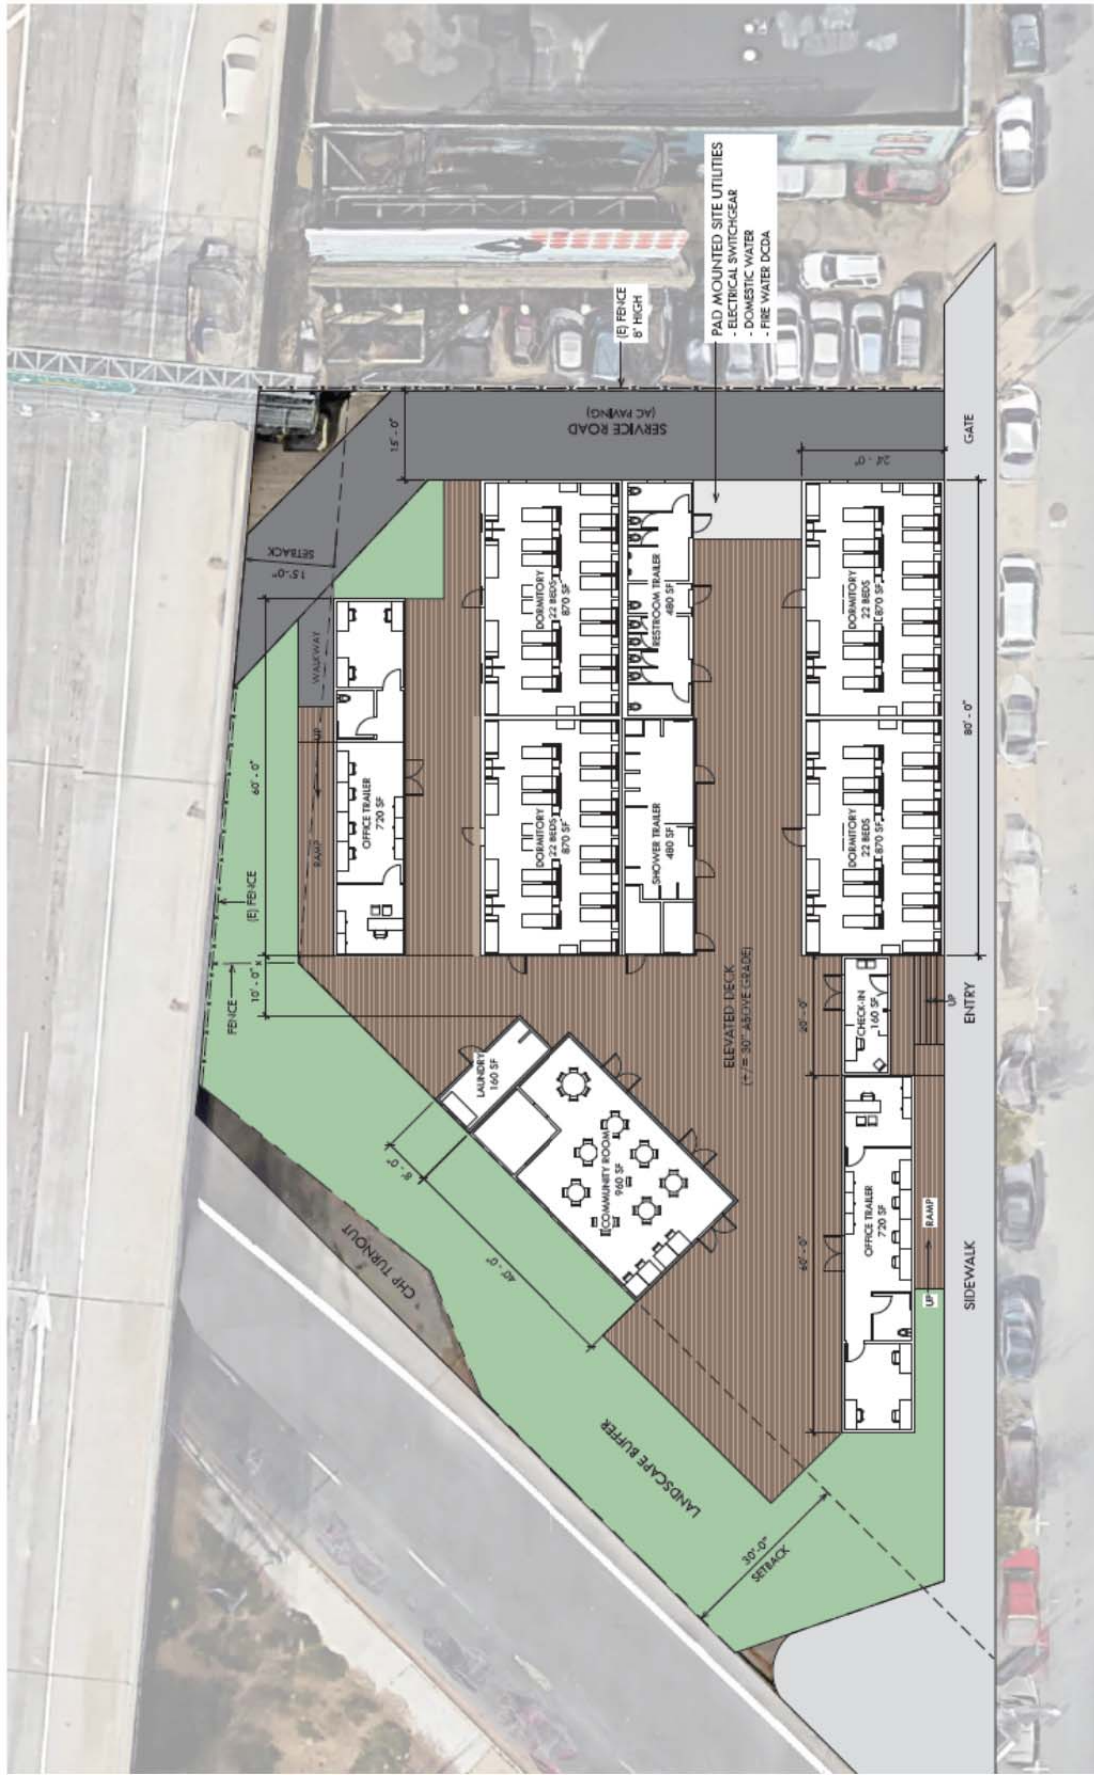 (E) FENCE
8' HIGH
PAD MOUNTED SITE UTILITIES
- ELECTRICAL SWITCHGEAR
- DOMESTIC WATER
- FIRE WATER DCDA
SERVICE ROAD
(AC PAVING)
15' - 0"
24' - 0"
GATE
SETBACK
15'-0"
WALKWAY
UP
RAMP
60' - 0"
(E) FENCE
FENCE
10' - 0"
OFFICE TRAILER
720 SF
DORMITORY
22 BEDS
870 SF
DORMITORY
22 BEDS
870 SF
RESTROOM TRAILER
480 SF
SHOWER TRAILER
480 SF
DORMITORY
22 BEDS
870 SF
DORMITORY
22 BEDS
870 SF
80' - 0"
ELEVATED DECK
(+/= 30" ABOVE GRADE)
20' - 0"
CHECK-IN
160 SF
UP
ENTRY
LAUNDRY
160 SF
COMMUNITY ROOM
960 SF
8' - 0"
40' - 0"
CHP TURNOUT
60' - 0"
OFFICE TRAILER
720 SF
RAMP
UP
SIDEWALK
LANDSCAPE BUFFER
30'-0"
SETBACK